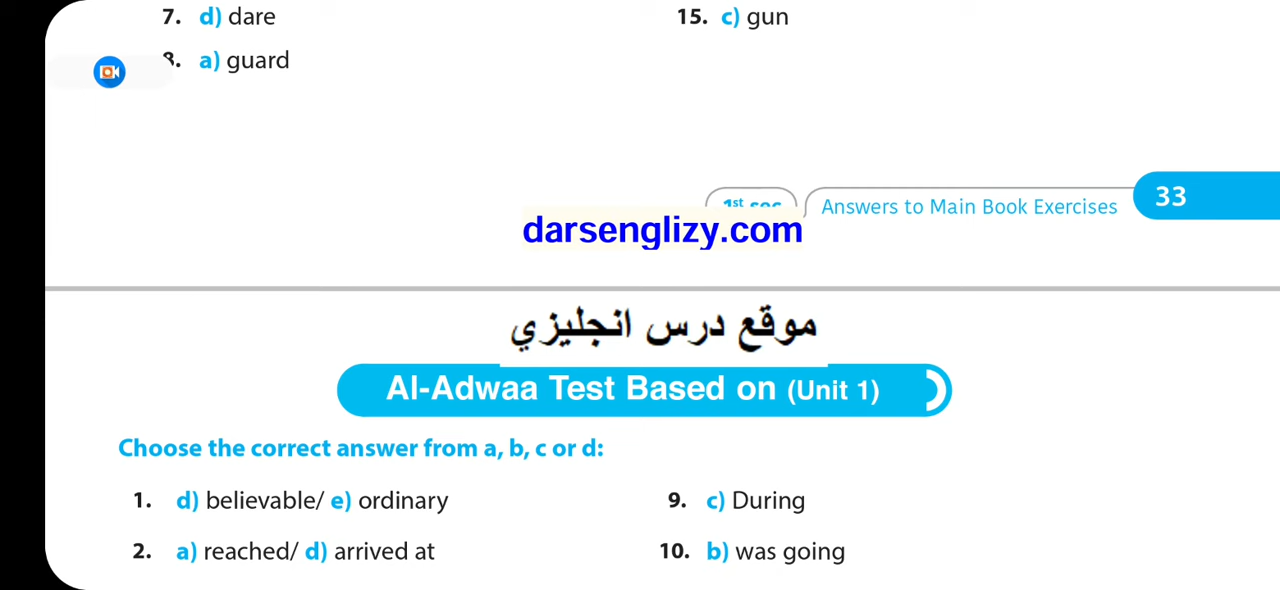 7. d) dare
15. c) gun
8. a) guard
Answers to Main Book Exercises
33
darsenglizy.com
موقع درس انجليزي
Al-Adwaa Test Based on (Unit 1)
Choose the correct answer from a, b, c or d:
1. d) believable/ e) ordinary
9. c) During
2. a) reached/ d) arrived at
10. b) was going